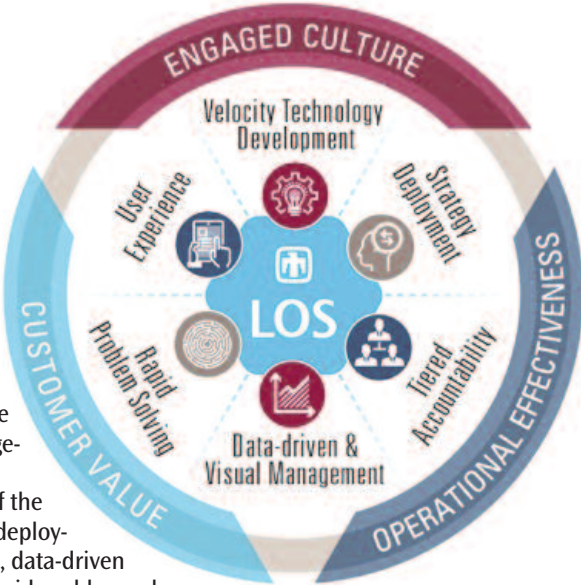 ENGAGED CULTURE
Velocity Technology
Development
Strategy
Deployment
User
Experience
LOS
Rapid
Problem Solving
Tiered
Accountability
Data-driven &
Visual Management
CUSTOMER VALUE
OPERATIONAL EFFECTIVENESS
ge-
f the
deploy-
, data-driven